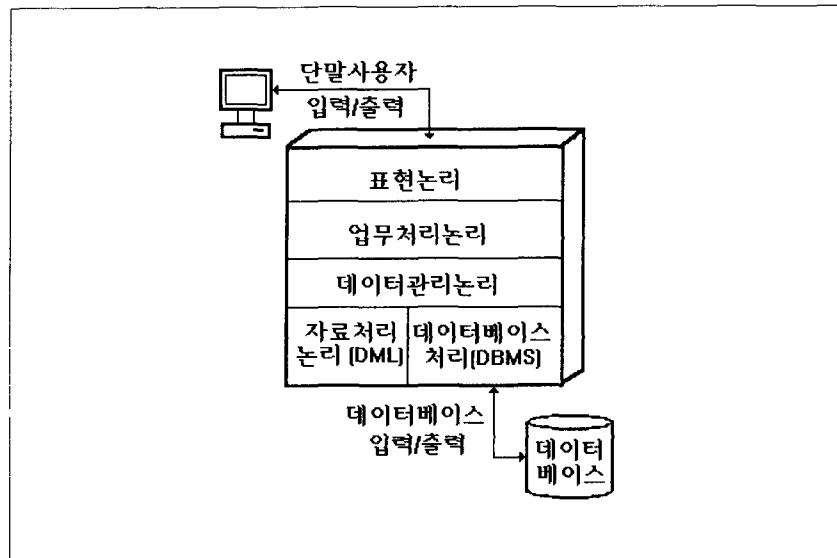 단말사용자
입력/출력
표현논리
업무처리논리
데이터관리논리
자료처리
논리 (DML)
데이터베이스
처리(DBMS)
데이터베이스
입력/출력
데이터
베이스